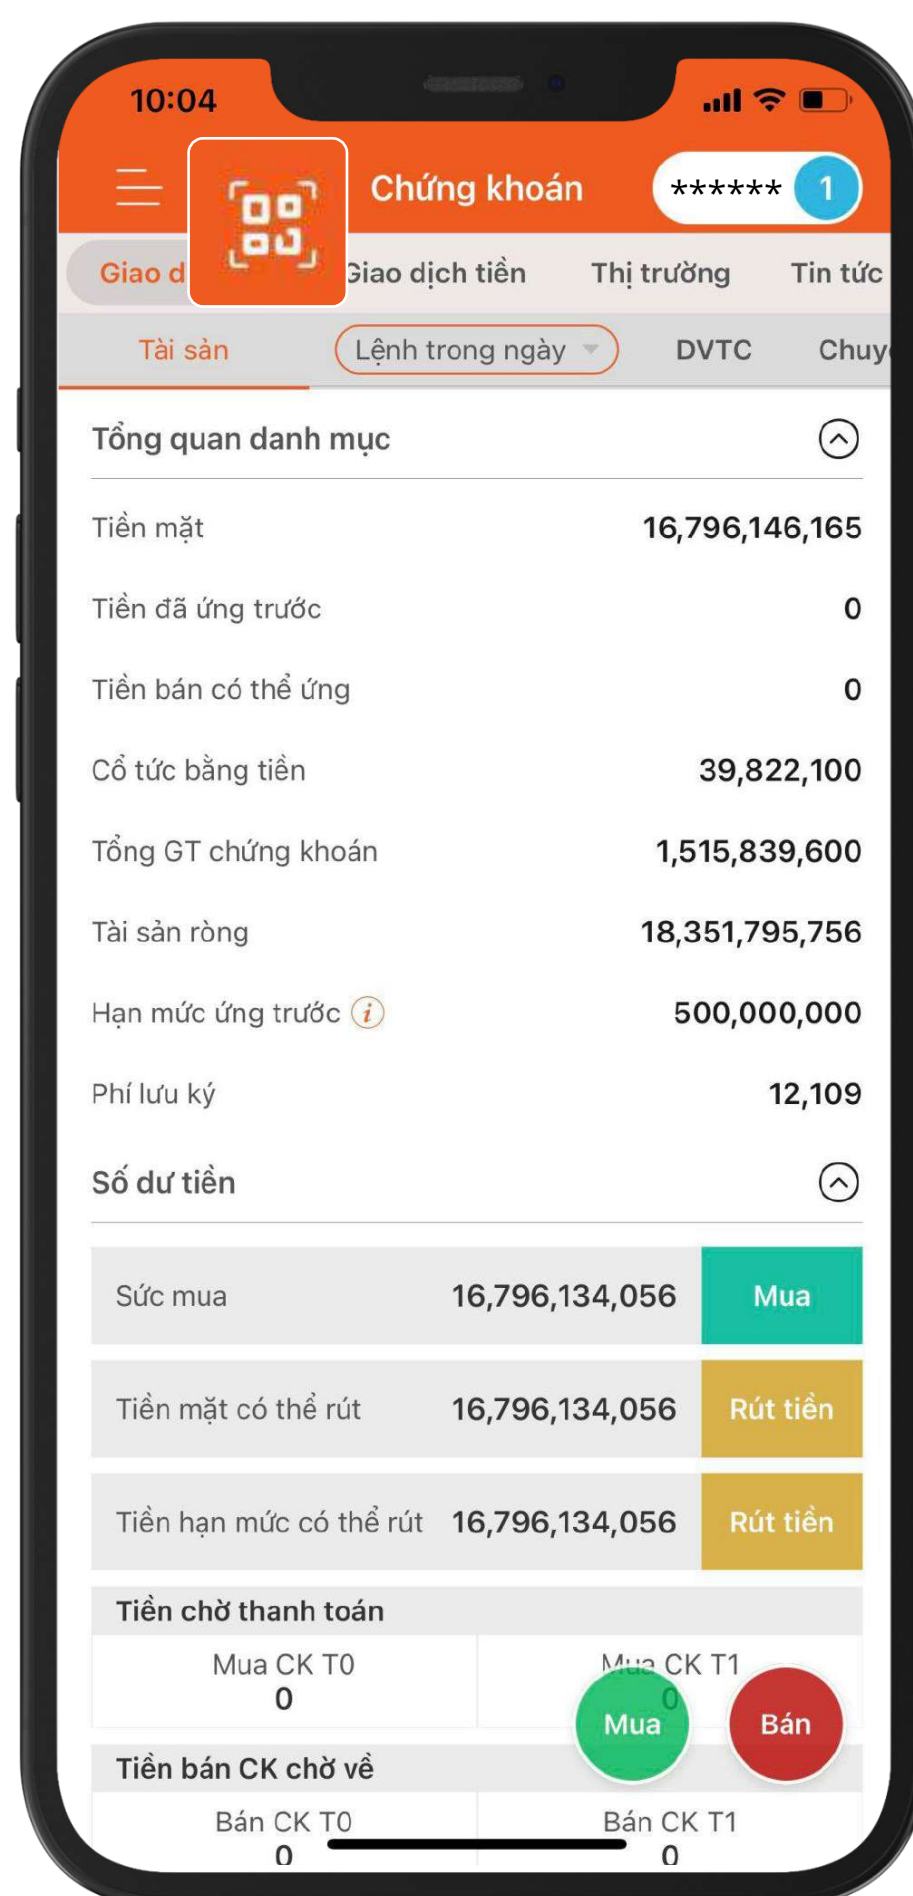 10:04
Chứng khoán
****** 1
Giao d
Giao dịch tiền Thị trường Tin tức
Tài sản Lệnh trong ngày DVTC Chuy
Tổng quan danh mục
Tiền mặt 16,796,146,165
Tiền đã ứng trước 0
Tiền bán có thể ứng 0
Cổ tức bằng tiền 39,822,100
Tổng GT chứng khoán 1,515,839,600
Tài sản ròng 18,351,795,756
Hạn mức ứng trước i 500,000,000
Phí lưu ký 12,109
Số dư tiền
Sức mua 16,796,134,056 Mua
Tiền mặt có thể rút 16,796,134,056 Rút tiền
Tiền hạn mức có thể rút 16,796,134,056 Rút tiền
Tiền chờ thanh toán
Mua CK T0 Mua CK T1
0 0
Mua Bán
Tiền bán CK chờ về
Bán CK T0 Bán CK T1
0 0